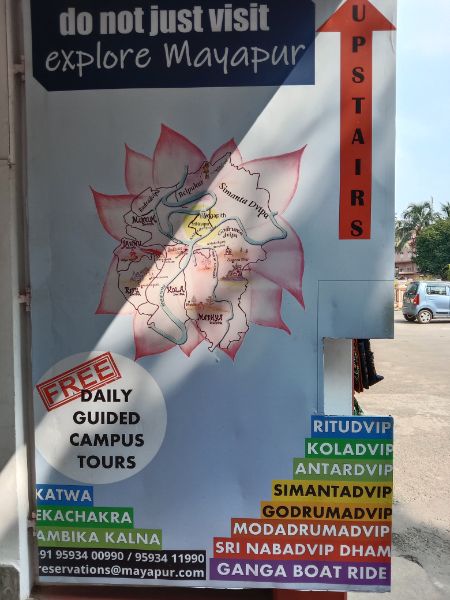 do not just visit
explore Mayapur
UPSTAIRS
Simanta Dvipa
KOLA
FREE
DAILY
GUIDED
CAMPUS
TOURS
KATWA
EKACHAKRA
AMBIKA KALNA
91 95934 00990 / 95934 11990
reservations@mayapur.com
RITUDVIP
KOLADVIP
ANTARDVIP
SIMANTADVIP
GODRUMADVIP
MODADRUMADVIP
SRI NABADVIP DHAM
GANGA BOAT RIDE